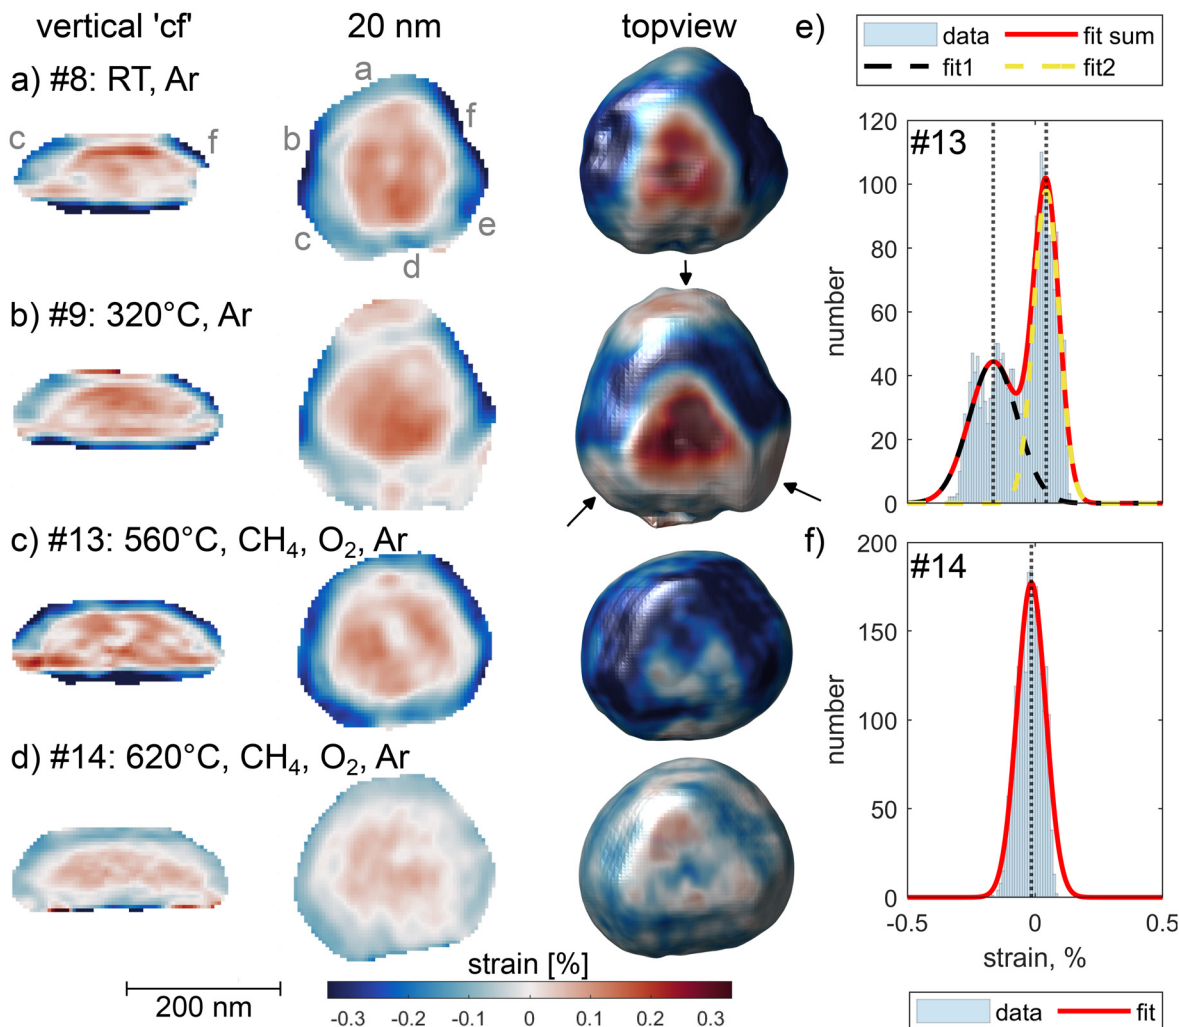 vertical 'cf'
20 nm
topview
a) #8: RT, Ar
c
f
a
b
f
c
d
e
b) #9: 320°C, Ar
c) #13: 560°C, CH₄, O₂, Ar
d) #14: 620°C, CH₄, O₂, Ar
200 nm
strain [%]
-0.3 -0.2 -0.1 0 0.1 0.2 0.3
e)
data fit sum
fit1 fit2
#13
120
100
80
60
40
20
0
number
f)
#14
200
150
100
50
0
number
-0.5 0 0.5
strain, %
data fit